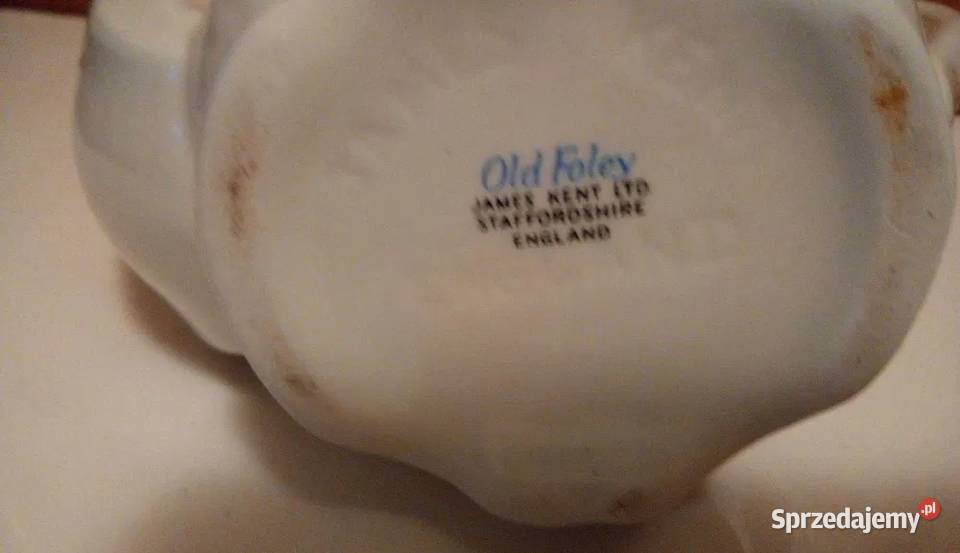 Old Foley
JAMES KENT LTD
STAFFORDSHIRE
ENGLAND
Sprzedajemy.pl